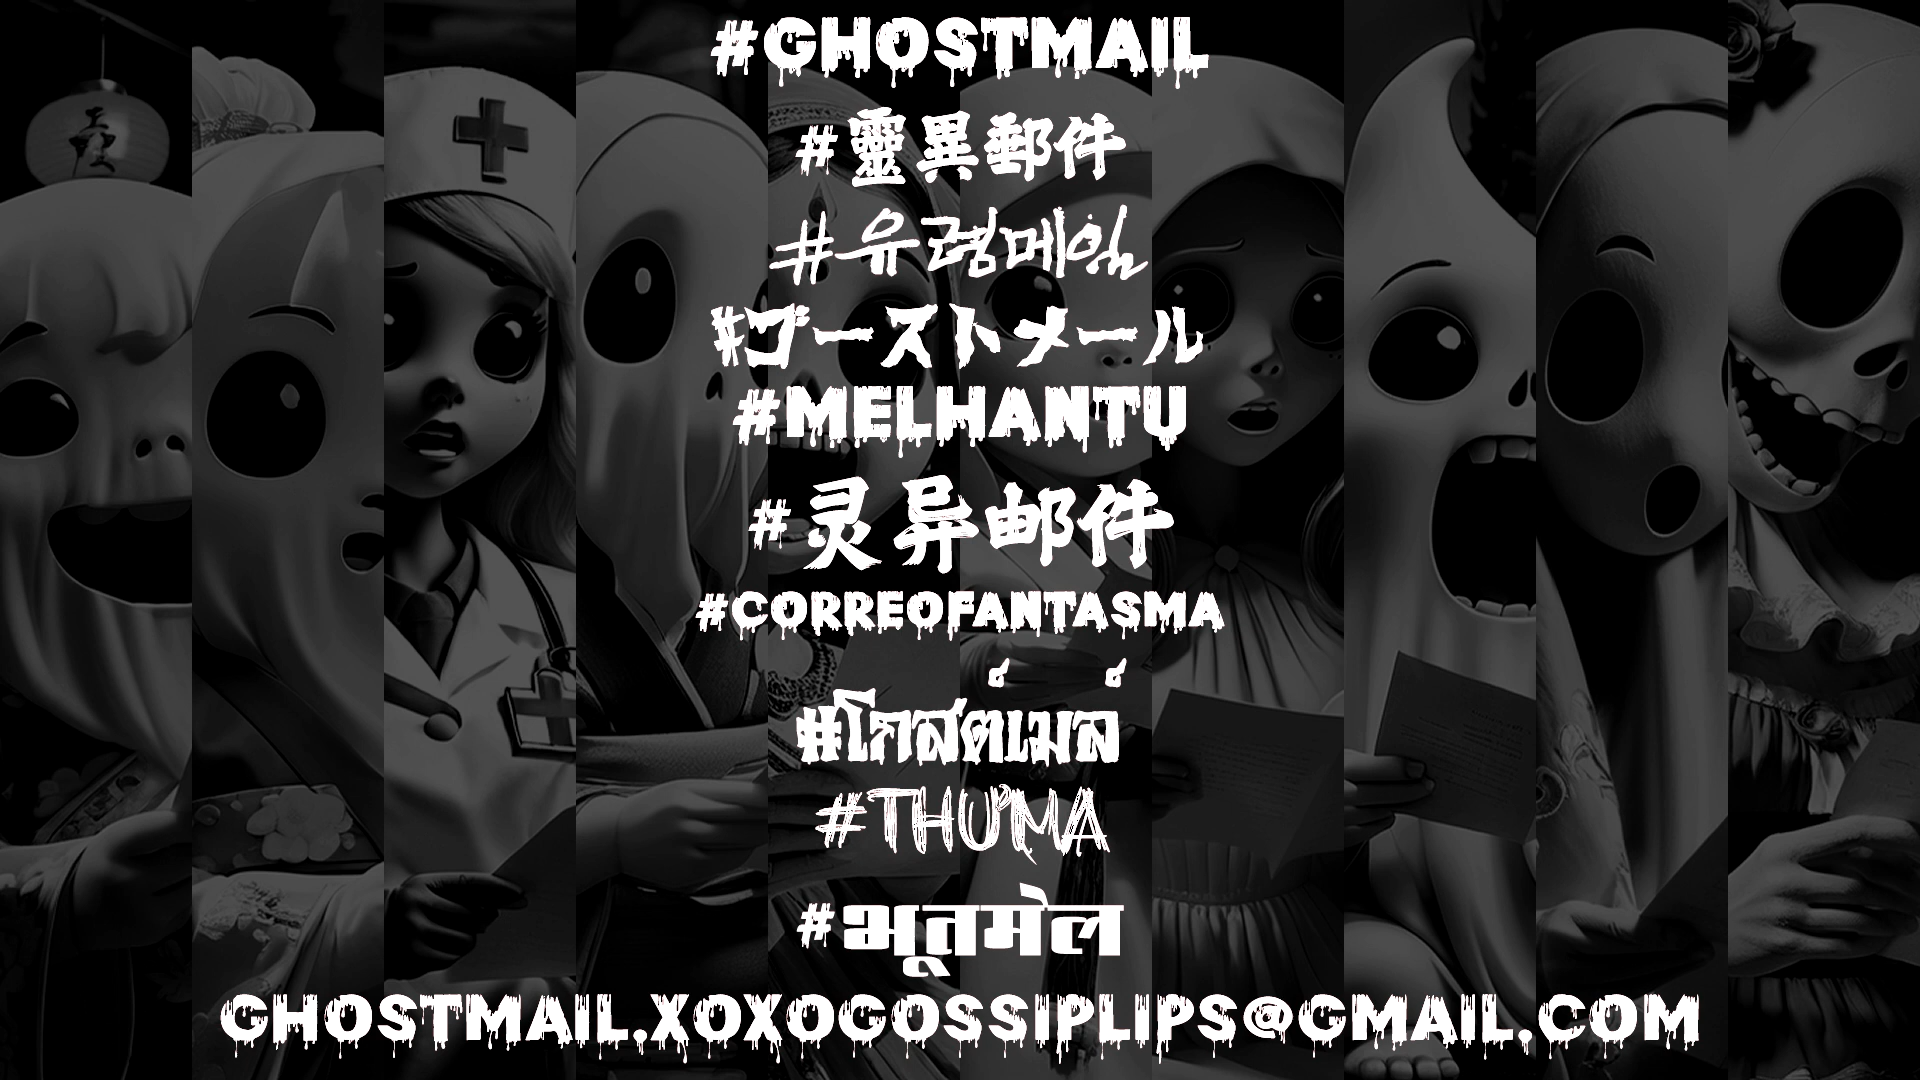 #GHOSTMAIL
#靈異郵件
#유령메일
#ゴーストメール
#MELHANTU
#灵异邮件
#CORREOFANTASMA
#โกสต์เมล์
#THUMA
#भूतमेल
GHOSTMAIL.XOXOGOSSIPLIPS@GMAIL.COM